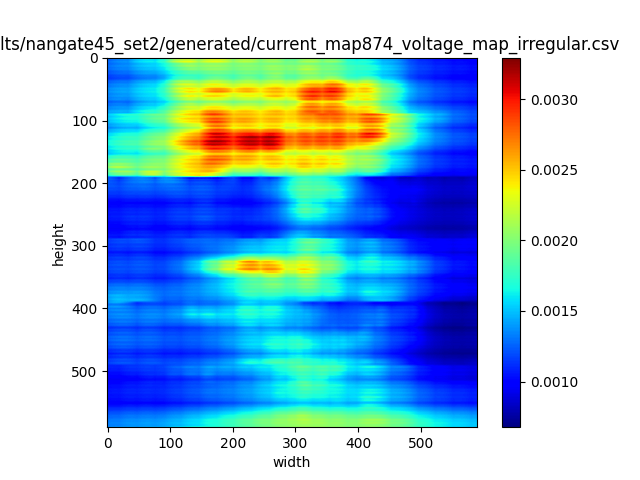 lts/nangate45_set2/generated/current_map874_voltage_map_irregular.csv
0
100
200
300
400
500
height
0 100 200 300 400 500
width
0.0030
0.0025
0.0020
0.0015
0.0010